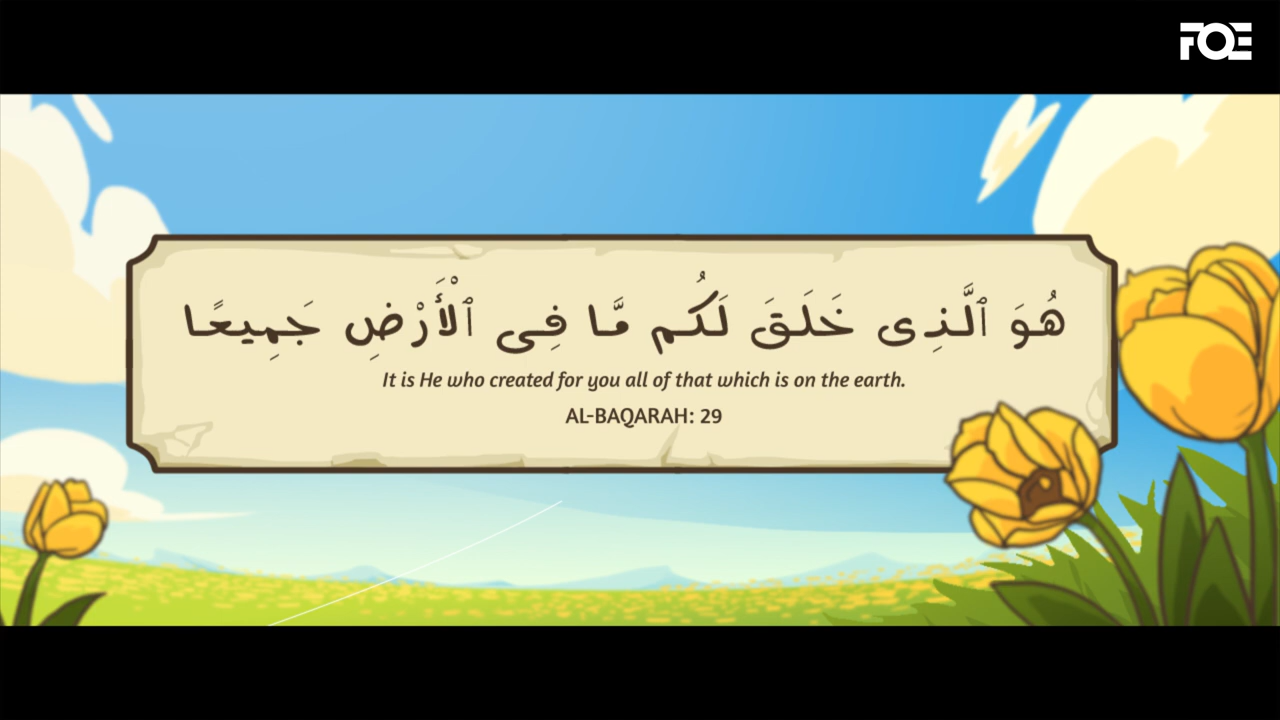 FOE
هُوَ ٱلَّذِى خَلَقَ لَكُم مَّا فِى ٱلْأَرْضِ جَمِيعًا
It is He who created for you all of that which is on the earth.
AL-BAQARAH: 29